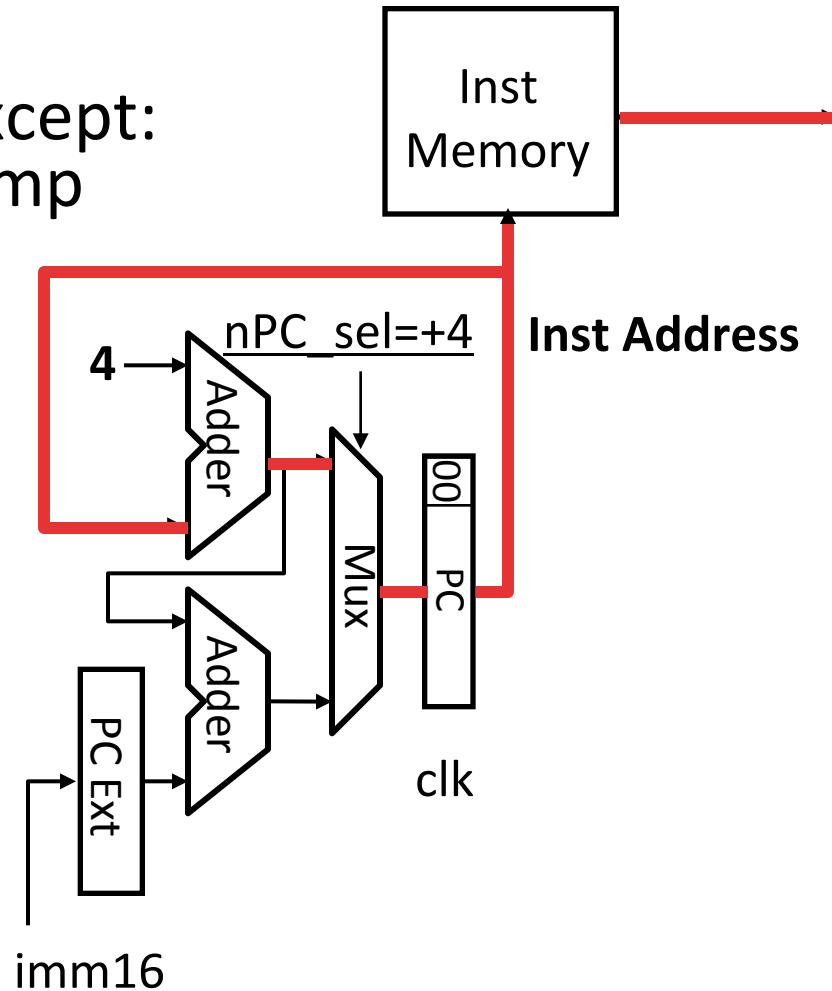 xcept:
mp
Inst
Memory
nPC_sel=+4
Inst Address
4
Adder
00
Mux
PC
Adder
PC Ext
clk
imm16